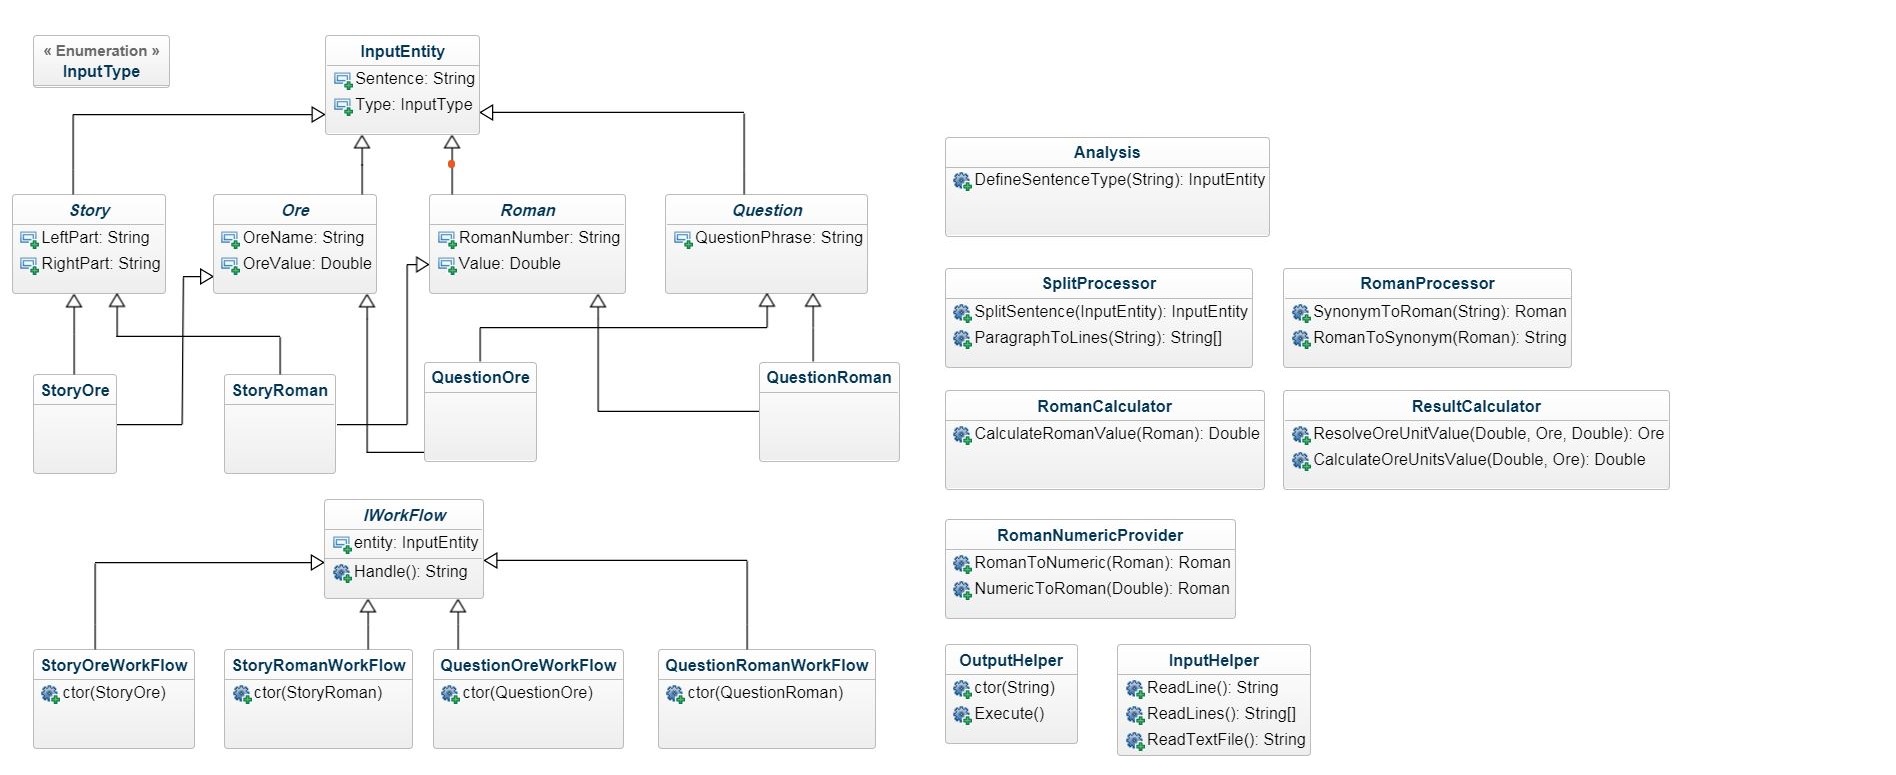 « Enumeration »
InputType
InputEntity
Sentence: String
Type: InputType
Story
LeftPart: String
RightPart: String
Ore
OreName: String
OreValue: Double
Roman
RomanNumber: String
Value: Double
Question
QuestionPhrase: String
StoryOre
StoryRoman
QuestionOre
QuestionRoman
IWorkFlow
entity: InputEntity
Handle(): String
StoryOreWorkFlow
ctor(StoryOre)
StoryRomanWorkFlow
ctor(StoryRoman)
QuestionOreWorkFlow
ctor(QuestionOre)
QuestionRomanWorkFlow
ctor(QuestionRoman)
Analysis
DefineSentenceType(String): InputEntity
SplitProcessor
SplitSentence(InputEntity): InputEntity
ParagraphToLines(String): String[]
RomanProcessor
SynonymToRoman(String): Roman
RomanToSynonym(Roman): String
RomanCalculator
CalculateRomanValue(Roman): Double
ResultCalculator
ResolveOreUnitValue(Double, Ore, Double): Ore
CalculateOreUnitsValue(Double, Ore): Double
RomanNumericProvider
RomanToNumeric(Roman): Roman
NumericToRoman(Double): Roman
OutputHelper
ctor(String)
Execute()
InputHelper
ReadLine(): String
ReadLines(): String[]
ReadTextFile(): String